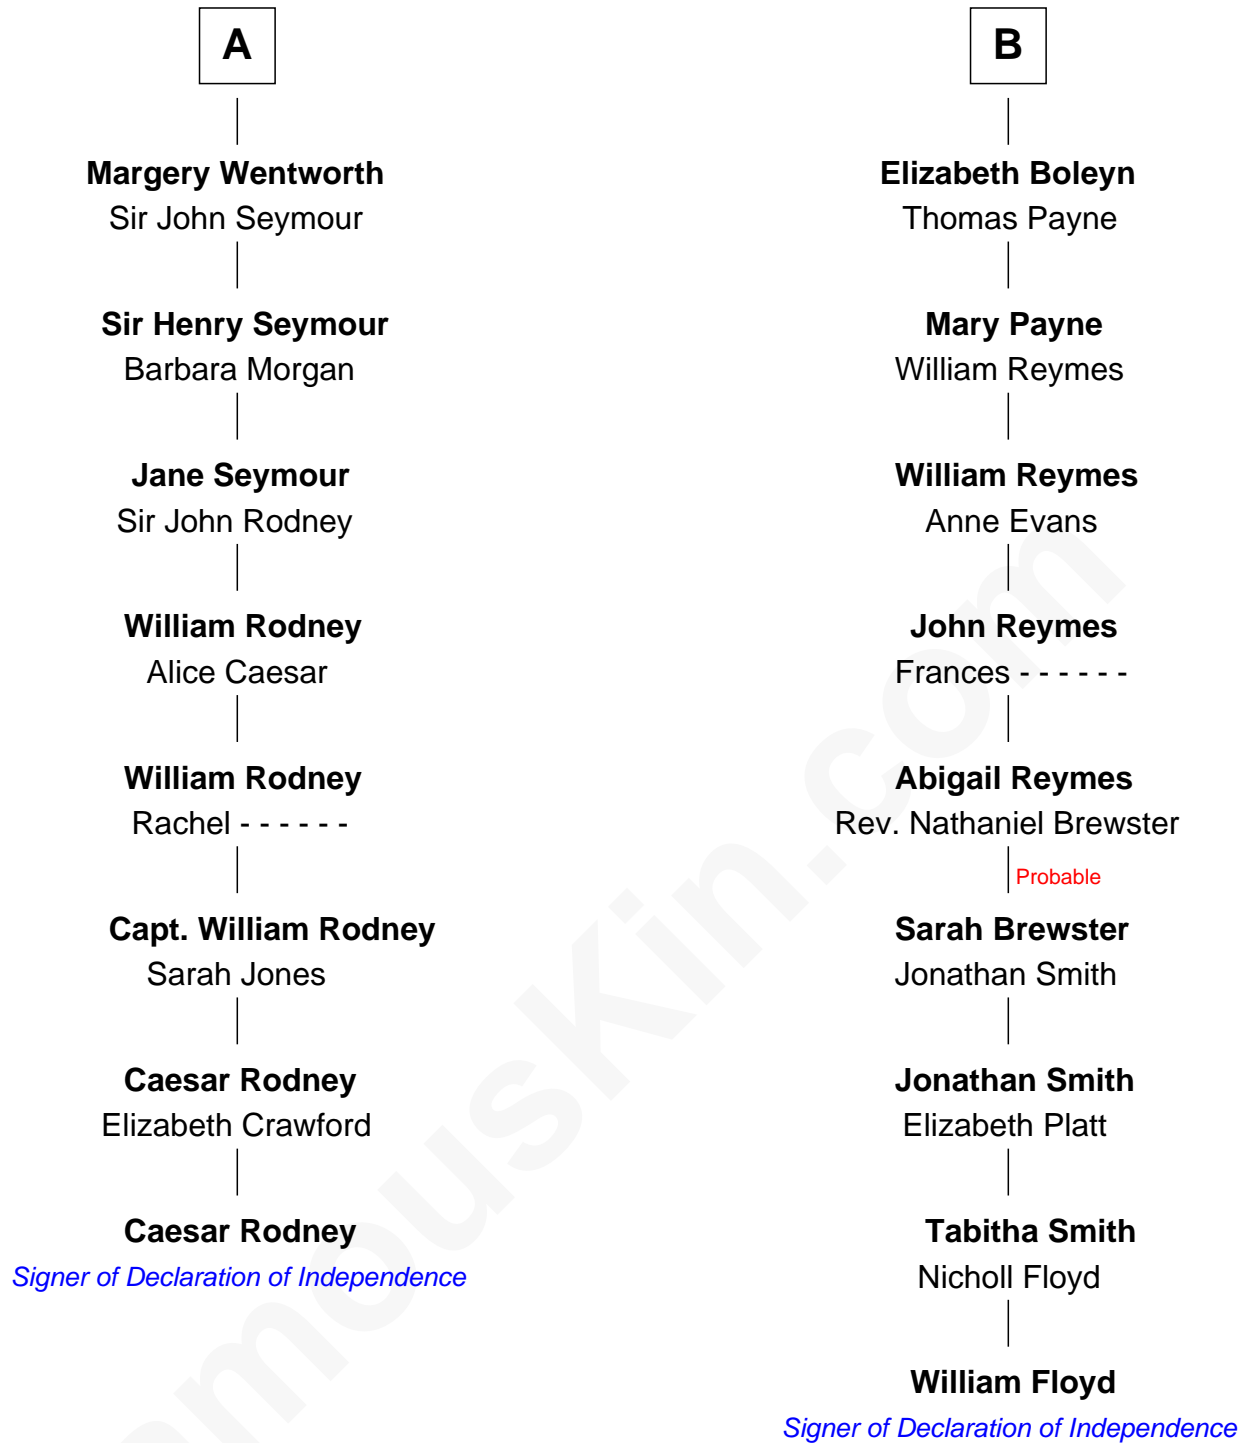 A
Margery Wentworth
Sir John Seymour
Sir Henry Seymour
Barbara Morgan
Jane Seymour
Sir John Rodney
William Rodney
Alice Caesar
William Rodney
Rachel - - - - - -
Capt. William Rodney
Sarah Jones
Caesar Rodney
Elizabeth Crawford
Caesar Rodney
Signer of Declaration of Independence
B
Elizabeth Boleyn
Thomas Payne
Mary Payne
William Reymes
William Reymes
Anne Evans
John Reymes
Frances - - - - - -
Abigail Reymes
Rev. Nathaniel Brewster
Probable
Sarah Brewster
Jonathan Smith
Jonathan Smith
Elizabeth Platt
Tabitha Smith
Nicholl Floyd
William Floyd
Signer of Declaration of Independence
amouskin.com